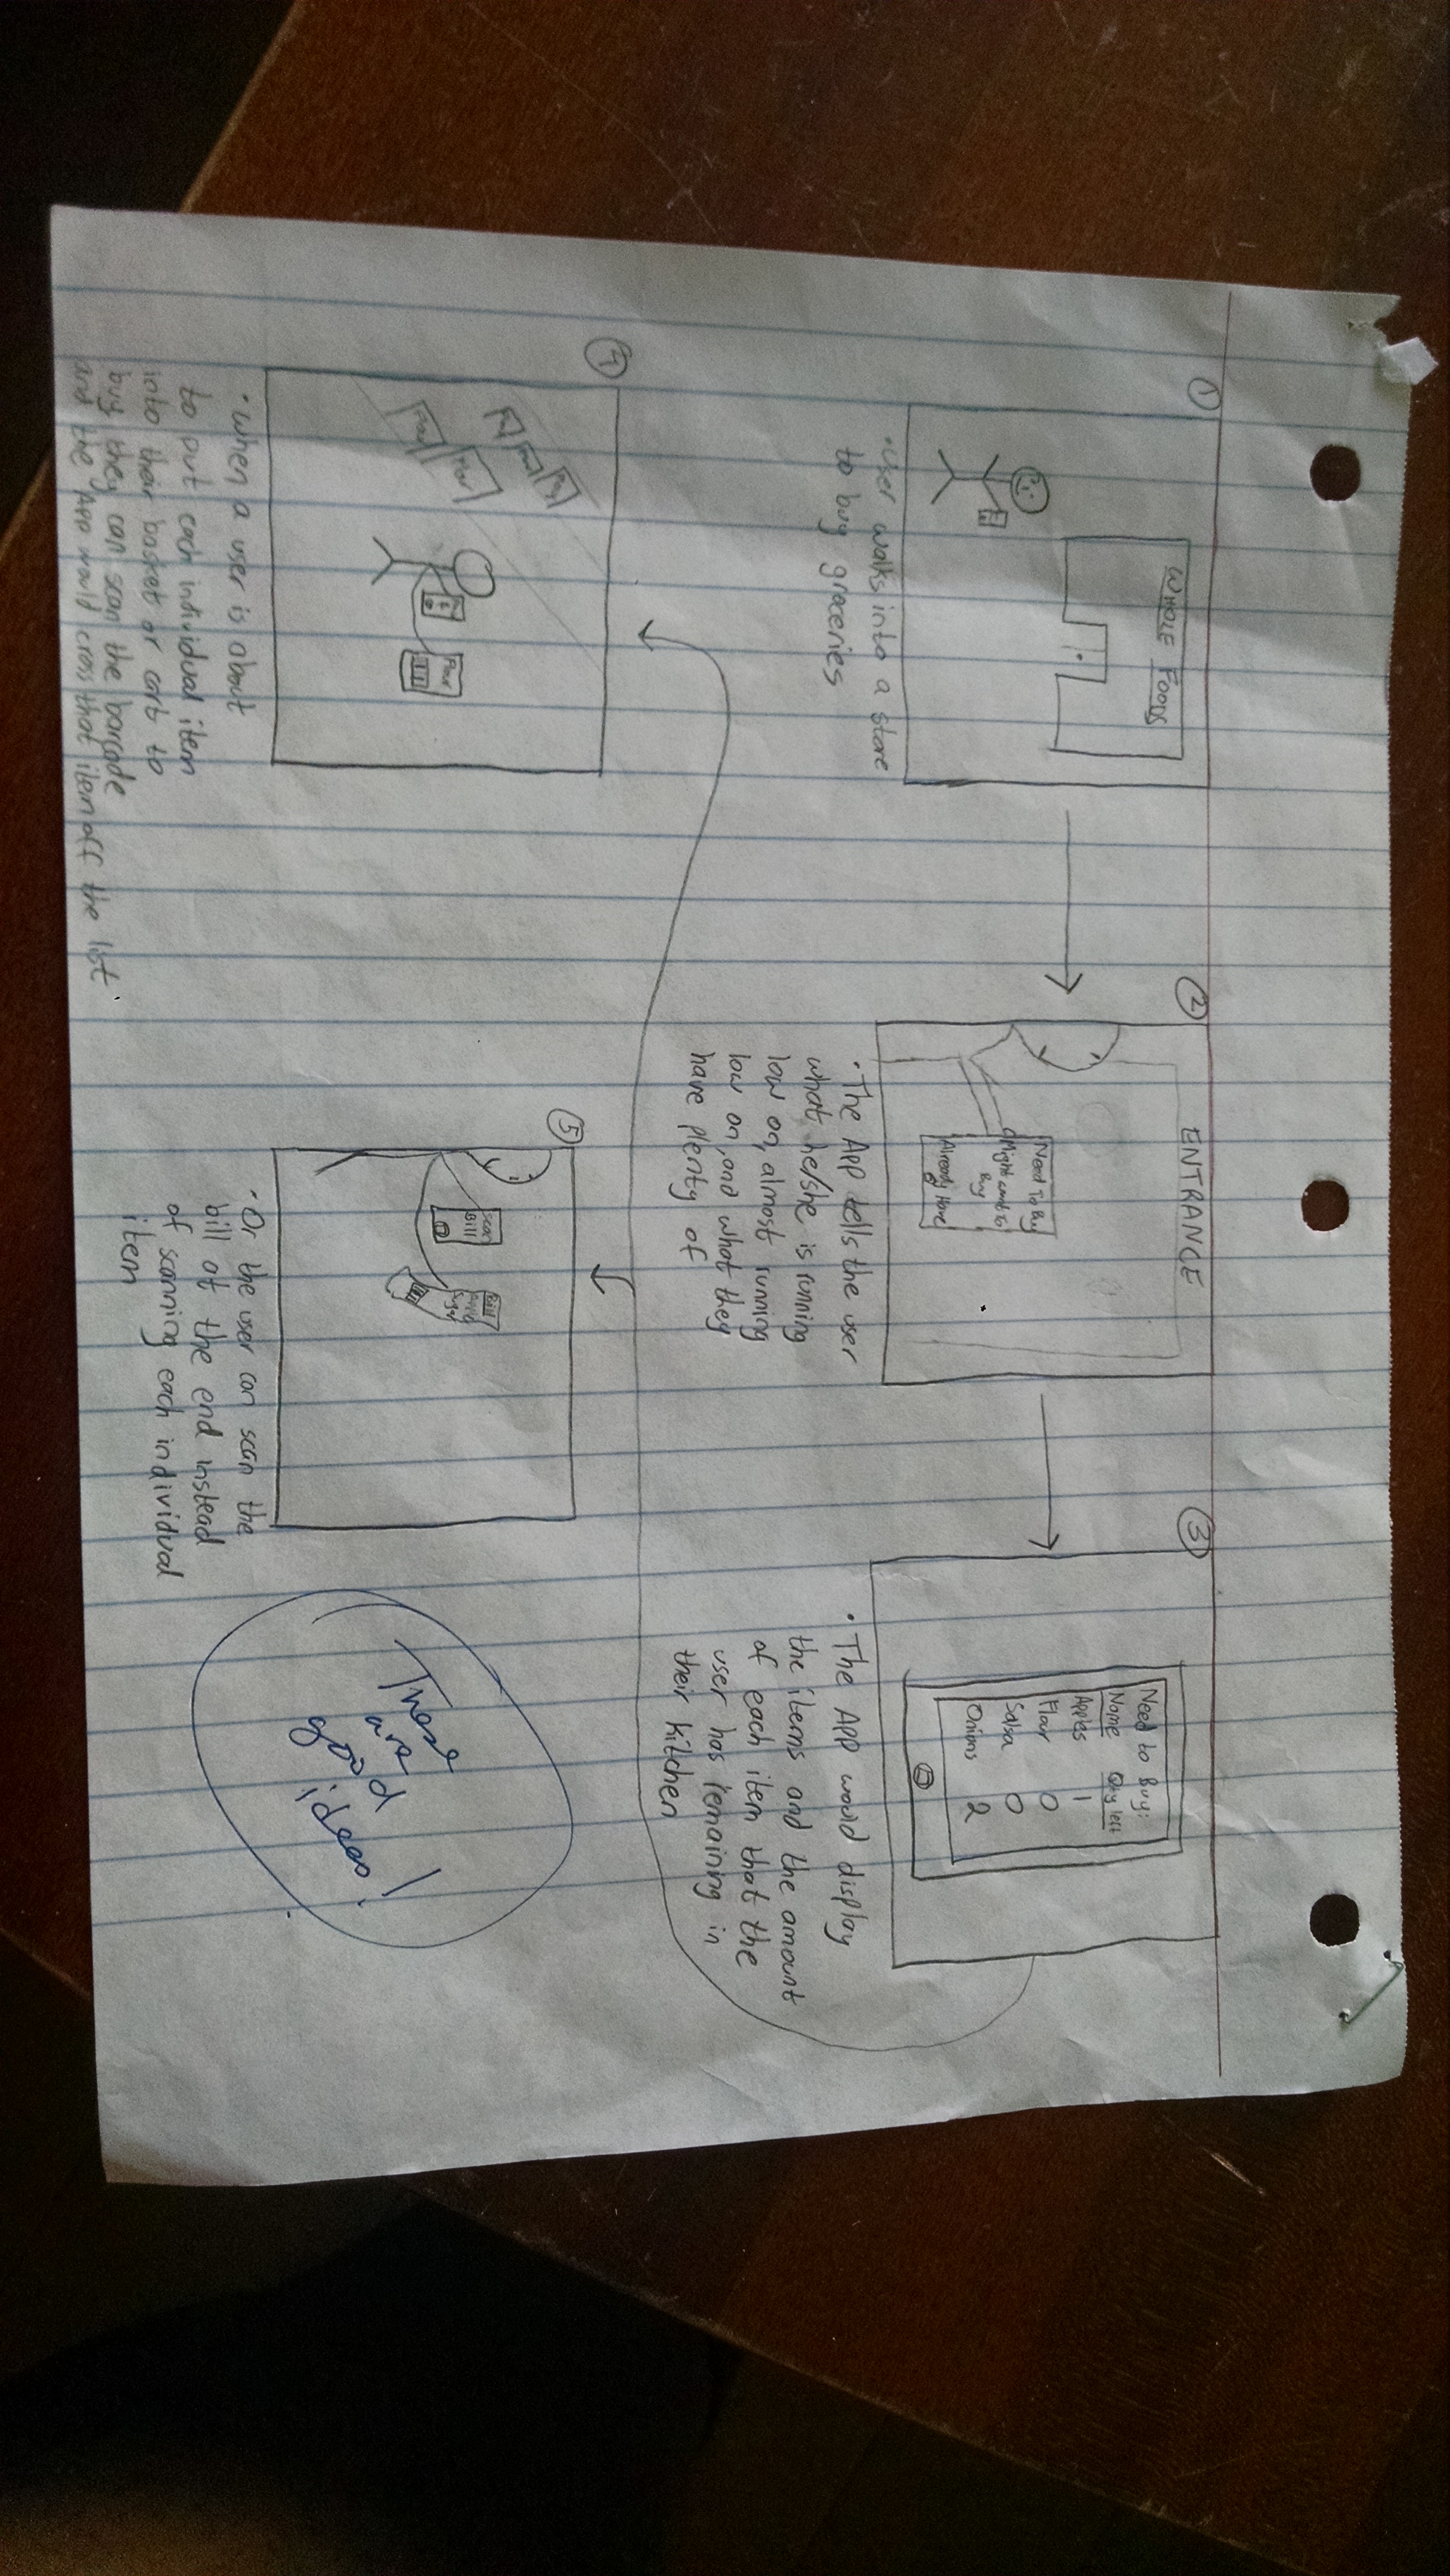 ①
WHOLE FOODS
• User walks into a store
to buy groceries
②
ENTRANCE
Need To Buy
Might want to
Buy
Already Have
• The App tells the user
what he/she is running
low on, almost running
low on, and what they
have plenty of
③
Need to Buy:
Name Qty left
Apples 1
Flour 0
Salsa 0
Onions 2
• The App would display
the items and the amount
of each item that the
user has remaining in
their kitchen
④
Flour
• When a user is about
to put each individual item
into their basket or cart to
buy they can scan the barcode
and the App would cross that item off the list.
⑤
Scan
Bill
Bill
• Or the user can scan the
bill at the end instead
of scanning each individual
item
These
are
good
ideas!